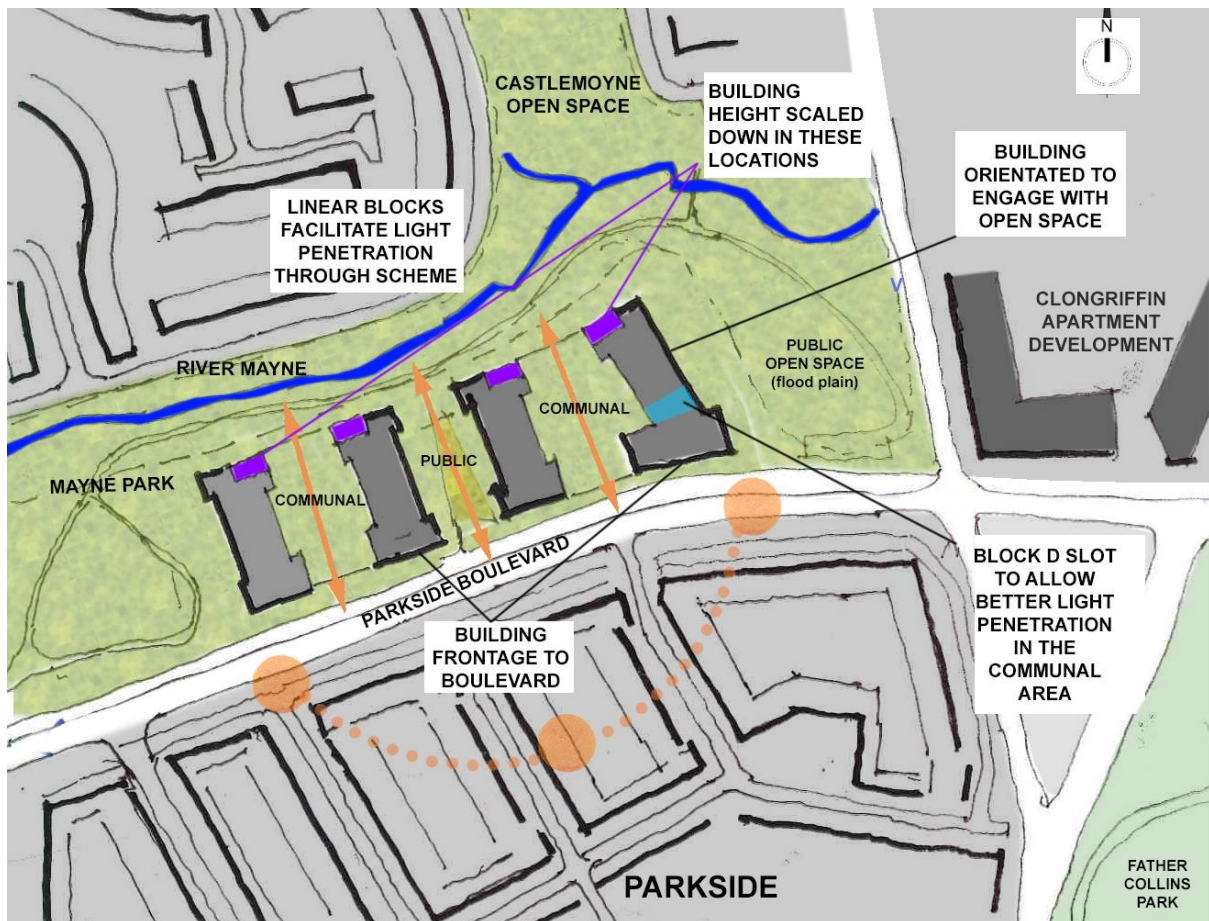 N
CASTLEMOYNE
OPEN SPACE
BUILDING
HEIGHT SCALED
DOWN IN THESE
LOCATIONS
BUILDING
ORIENTATED TO
ENGAGE WITH
OPEN SPACE
LINEAR BLOCKS
FACILITATE LIGHT
PENETRATION
THROUGH SCHEME
CLONGRIFFIN
APARTMENT
DEVELOPMENT
PUBLIC
OPEN SPACE
(flood plain)
RIVER MAYNE
COMMUNAL
PUBLIC
MAYNE PARK
COMMUNAL
PARKSIDE BOULEVARD
BUILDING
FRONTAGE TO
BOULEVARD
BLOCK D SLOT
TO ALLOW
BETTER LIGHT
PENETRATION
IN THE
COMMUNAL
AREA
PARKSIDE
FATHER
COLLINS
PARK